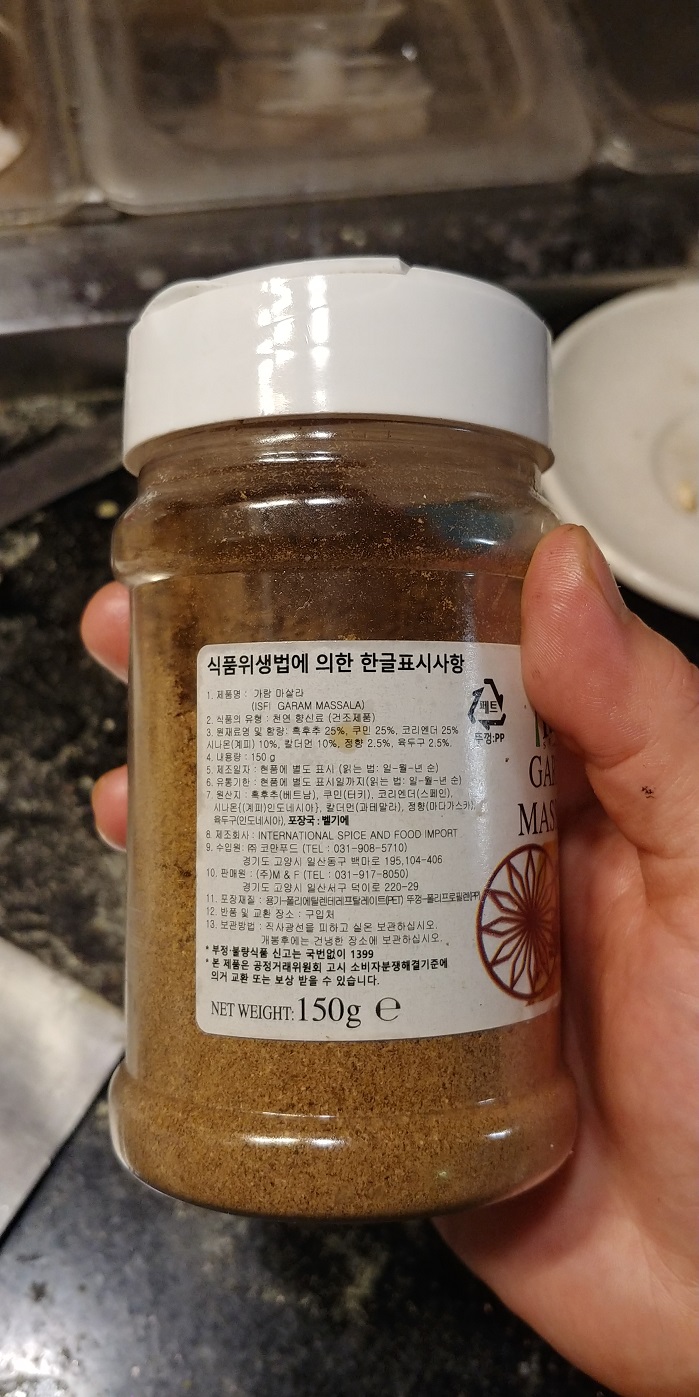 식품위생법에 의한 한글표시사항
1. 제품명 : 가람 마살라
(ISFI GARAM MASSALA)
2. 식품의 유형 : 천연 향신료 (건조제품)
3. 원재료명 및 함량: 흑후추 25%, 쿠민 25%, 코리엔더 25%
시나몬(계피) 10%, 칼더먼 10%, 정향 2.5%, 육두구 2.5%
4. 내용량 : 150 g
5. 제조일자 : 현품에 별도 표시 (읽는 법: 일-월-년 순)
6. 유통기한 : 현품에 별도 표시일까지(읽는 법: 일-월-년 순)
7. 원산지 : 흑후추(베트남), 쿠민(터키), 코리엔더(스페인),
시나몬{(계피)인도네시아}, 칼더먼(과테말라), 정향(마다가스카),
육두구(인도네시아), 포장국 : 벨기에
8. 제조회사 : INTERNATIONAL SPICE AND FOOD IMPORT
9. 수입원: ㈜ 코만푸드 (TEL : 031-908-5710)
경기도 고양시 일산동구 백마로 195,104-406
10. 판매원 : (주)M & F (TEL : 031-917-8050)
경기도 고양시 일산서구 덕이로 220-29
11. 포장재질 : 용기-폴리에틸렌테레프탈레이트(PET) 뚜껑-폴리프로필렌(PP)
12. 반품 및 교환 장소 : 구입처
13. 보관방법 : 직사광선을 피하고 실온 보관하십시오.
개봉후에는 건냉한 장소에 보관하십시오.
* 부정·불량식품 신고는 국번없이 1399
* 본 제품은 공정거래위원회 고시 소비자분쟁해결기준에
의거 교환 또는 보상 받을 수 있습니다.
NET WEIGHT: 150g ℮
페트
뚜껑:PP
GA
MAS